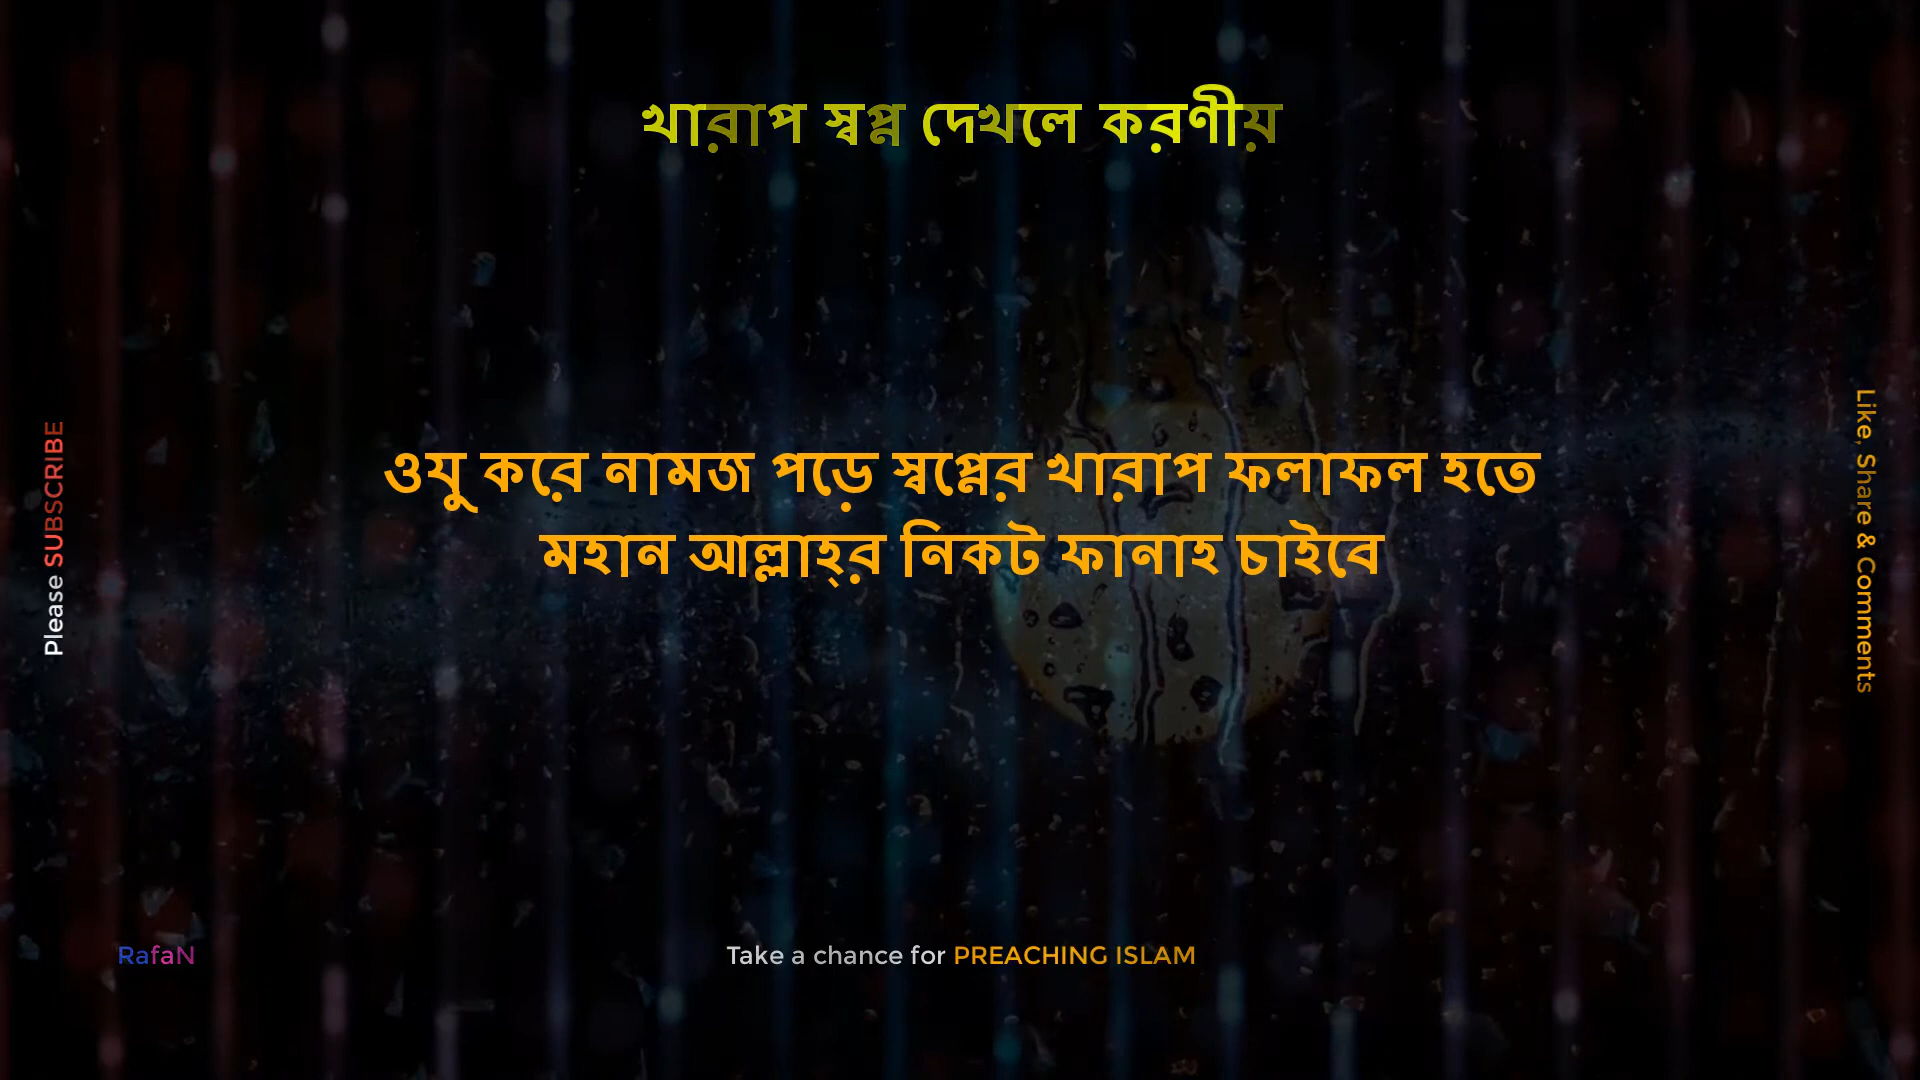 খারাপ স্বপ্ন দেখলে করণীয়
ওযু করে নামজ পড়ে স্বপ্নের খারাপ ফলাফল হতে
মহান আল্লাহ্‌র নিকট ফানাহ চাইবে
Please SUBSCRIBE
Like, Share & Comments
RafaN
Take a chance for PREACHING ISLAM